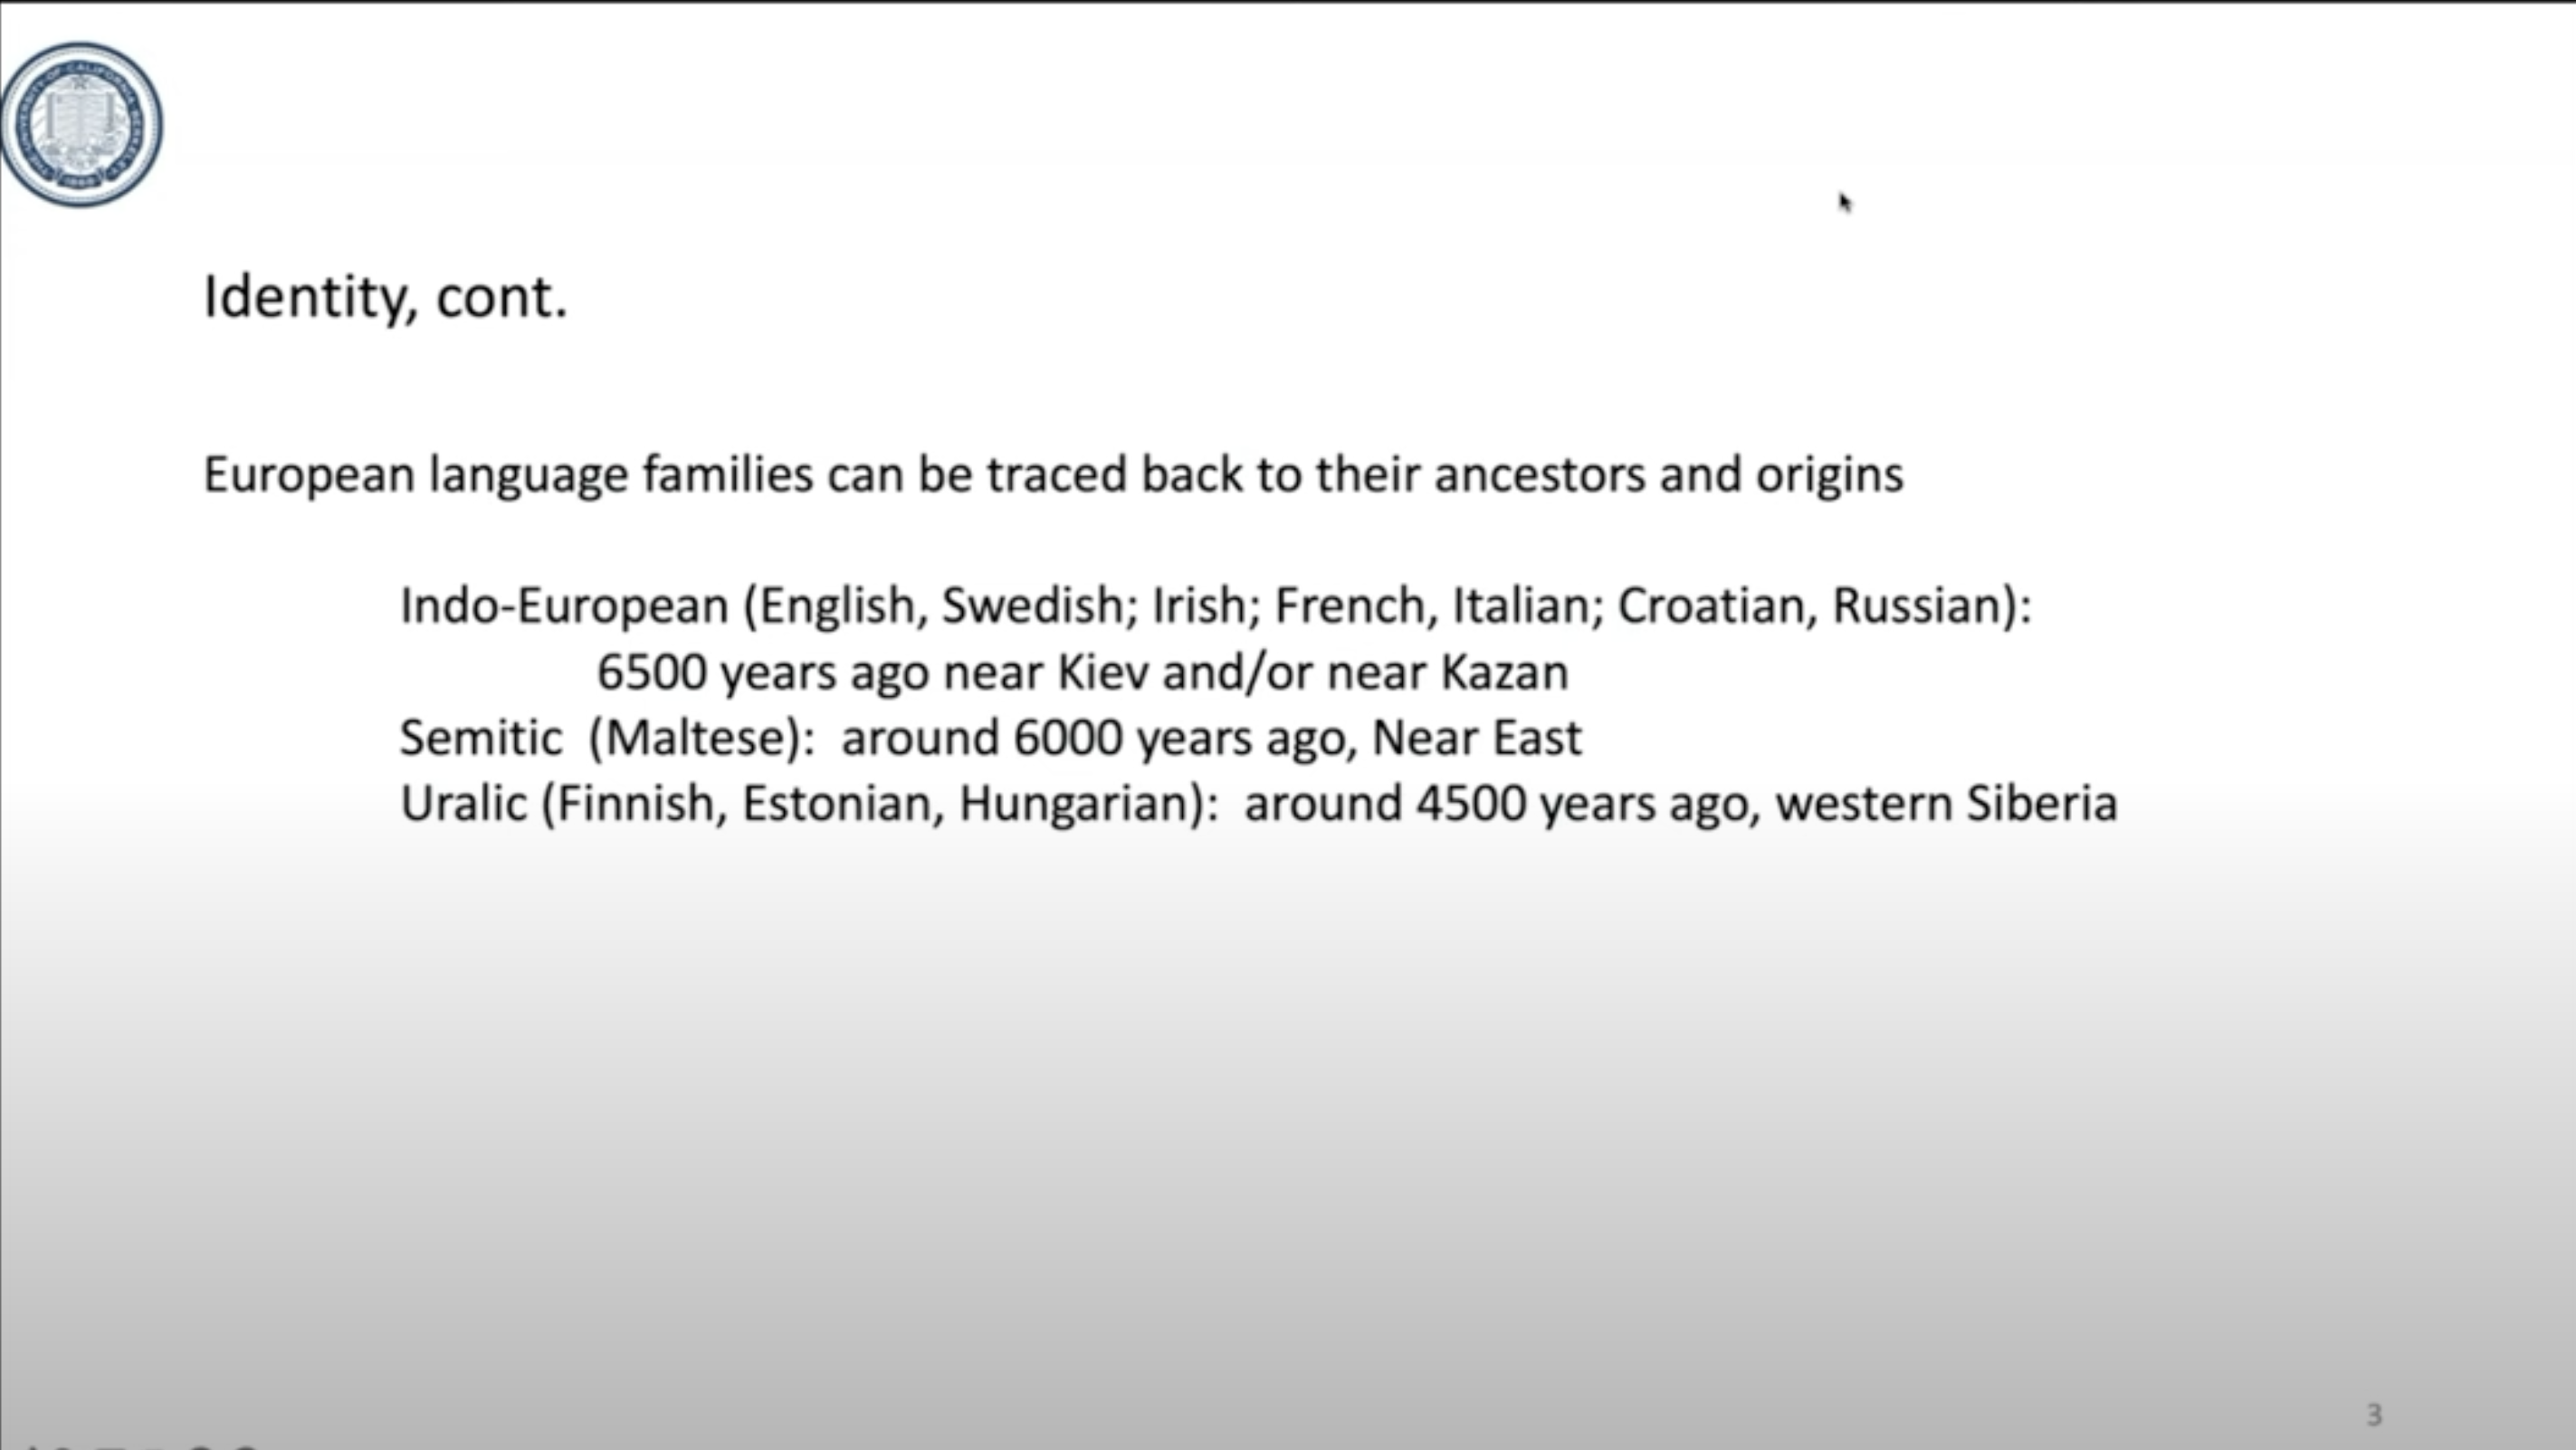 Identity, cont.
European language families can be traced back to their ancestors and origins
Indo-European (English, Swedish; Irish; French, Italian; Croatian, Russian):
6500 years ago near Kiev and/or near Kazan
Semitic (Maltese): around 6000 years ago, Near East
Uralic (Finnish, Estonian, Hungarian): around 4500 years ago, western Siberia
3